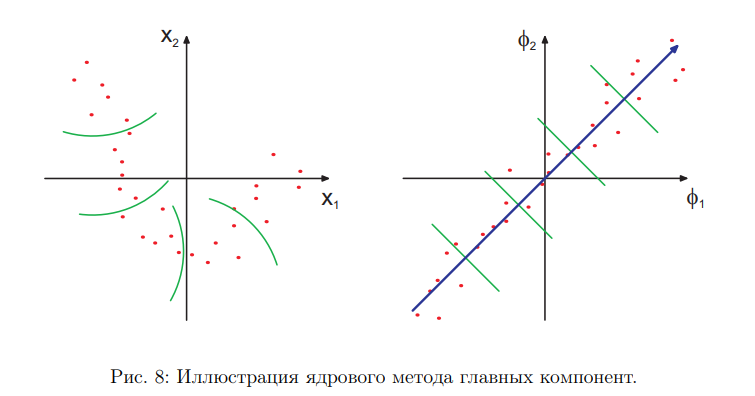 X₂
X₁
ϕ₂
ϕ₁
Рис. 8: Иллюстрация ядрового метода главных компонент.